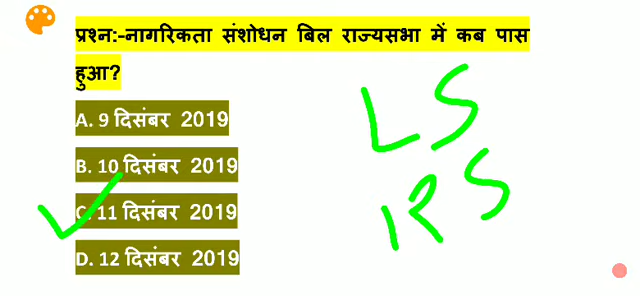 प्रश्न:-नागरिकता संशोधन बिल राज्यसभा में कब पास
हुआ?
A. 9 दिसंबर 2019
B. 10 दिसंबर 2019
C. 11 दिसंबर 2019
D. 12 दिसंबर 2019
LS
RS